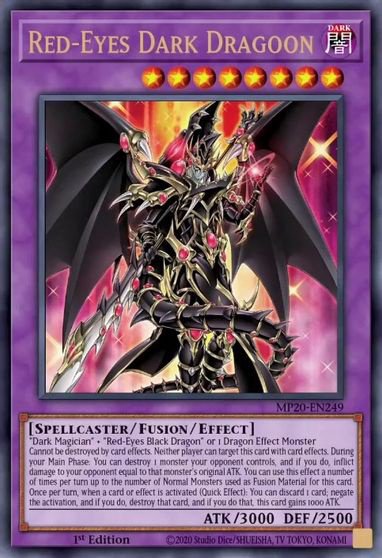 RED-EYES DARK DRAGOON
DARK
闇
MP20-EN249
[SPELLCASTER/FUSION/EFFECT]
"Dark Magician" + "Red-Eyes Black Dragon" or 1 Dragon Effect Monster
Cannot be destroyed by card effects. Neither player can target this card with card effects. During
your Main Phase: You can destroy 1 monster your opponent controls, and if you do, inflict
damage to your opponent equal to that monster's original ATK. You can use this effect a number
of times per turn up to the number of Normal Monsters used as Fusion Material for this card.
Once per turn, when a card or effect is activated (Quick Effect): You can discard 1 card; negate
the activation, and if you do, destroy that card, and if you do that, this card gains 1000 ATK.
ATK/3000 DEF/2500
1st Edition
©2020 Studio Dice/SHUEISHA, TV TOKYO, KONAMI